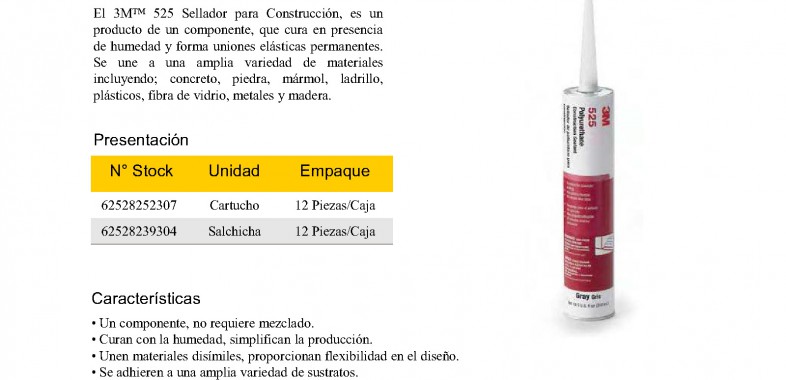 El 3M™ 525 Sellador para Construcción, es un
producto de un componente, que cura en presencia
de humedad y forma uniones elásticas permanentes.
Se une a una amplia variedad de materiales
incluyendo; concreto, piedra, mármol, ladrillo,
plásticos, fibra de vidrio, metales y madera.
Presentación
N° Stock Unidad Empaque
62528252307 Cartucho 12 Piezas/Caja
62528239304 Salchicha 12 Piezas/Caja
Características
• Un componente, no requiere mezclado.
• Curan con la humedad, simplifican la producción.
• Unen materiales disímiles, proporcionan flexibilidad en el diseño.
• Se adhieren a una amplia variedad de sustratos.
3M
525
Polyurethane
Gray Gris